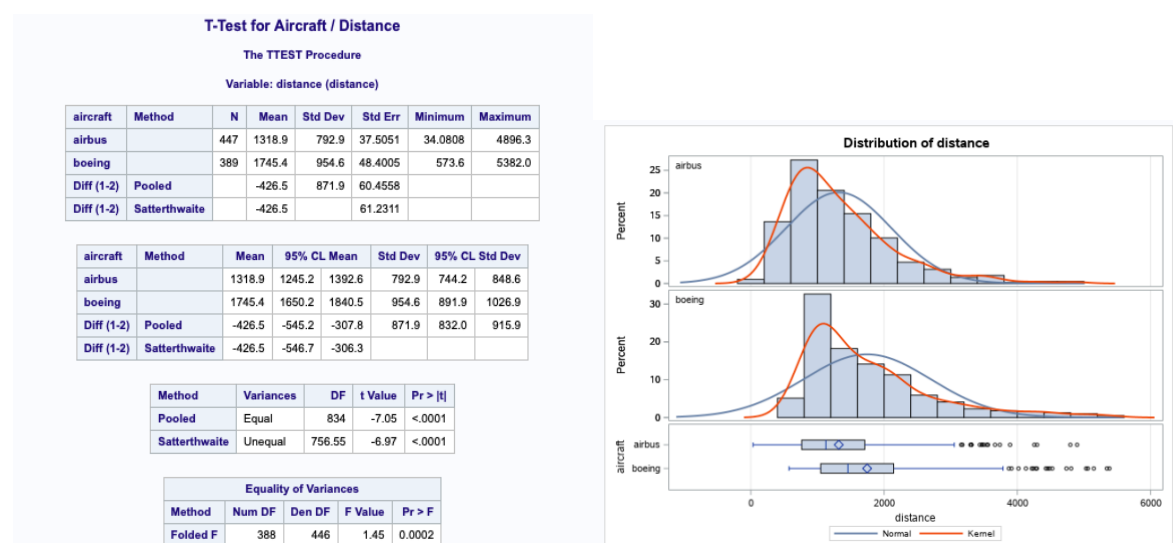 T-Test for Aircraft / Distance
The TTEST Procedure
Variable: distance (distance)
aircraft Method N Mean Std Dev Std Err Minimum Maximum
airbus 447 1318.9 792.9 37.5051 34.0808 4896.3
boeing 389 1745.4 954.6 48.4005 573.6 5382.0
Diff (1-2) Pooled -426.5 871.9 60.4558
Diff (1-2) Satterthwaite -426.5 61.2311
aircraft Method Mean 95% CL Mean Std Dev 95% CL Std Dev
airbus 1318.9 1245.2 1392.6 792.9 744.2 848.6
boeing 1745.4 1650.2 1840.5 954.6 891.9 1026.9
Diff (1-2) Pooled -426.5 -545.2 -307.8 871.9 832.0 915.9
Diff (1-2) Satterthwaite -426.5 -546.7 -306.3
Method Variances DF t Value Pr > |t|
Pooled Equal 834 -7.05 <.0001
Satterthwaite Unequal 756.55 -6.97 <.0001
Equality of Variances
Method Num DF Den DF F Value Pr > F
Folded F 388 446 1.45 0.0002
Distribution of distance
airbus
25
20
15
10
5
0
Percent
boeing
30
20
10
0
Percent
airbus
boeing
aircraft
0 2000 4000 6000
distance
Normal Kernel